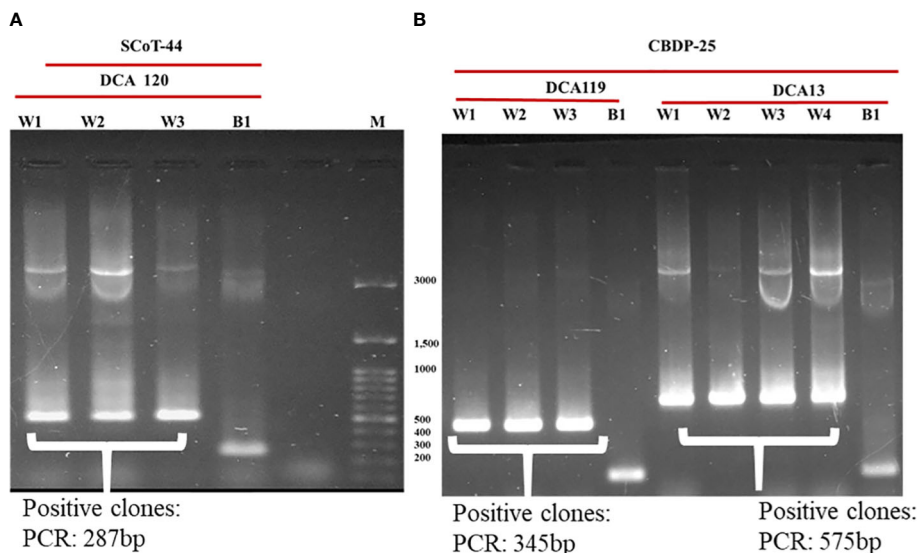 A
SCoT-44
DCA 120
W1 W2 W3 B1 M
3000
1,500
1000
500
400
300
200
Positive clones:
PCR: 287bp
B
CBDP-25
DCA119 DCA13
W1 W2 W3 B1 W1 W2 W3 W4 B1
Positive clones:
PCR: 345bp
Positive clones:
PCR: 575bp